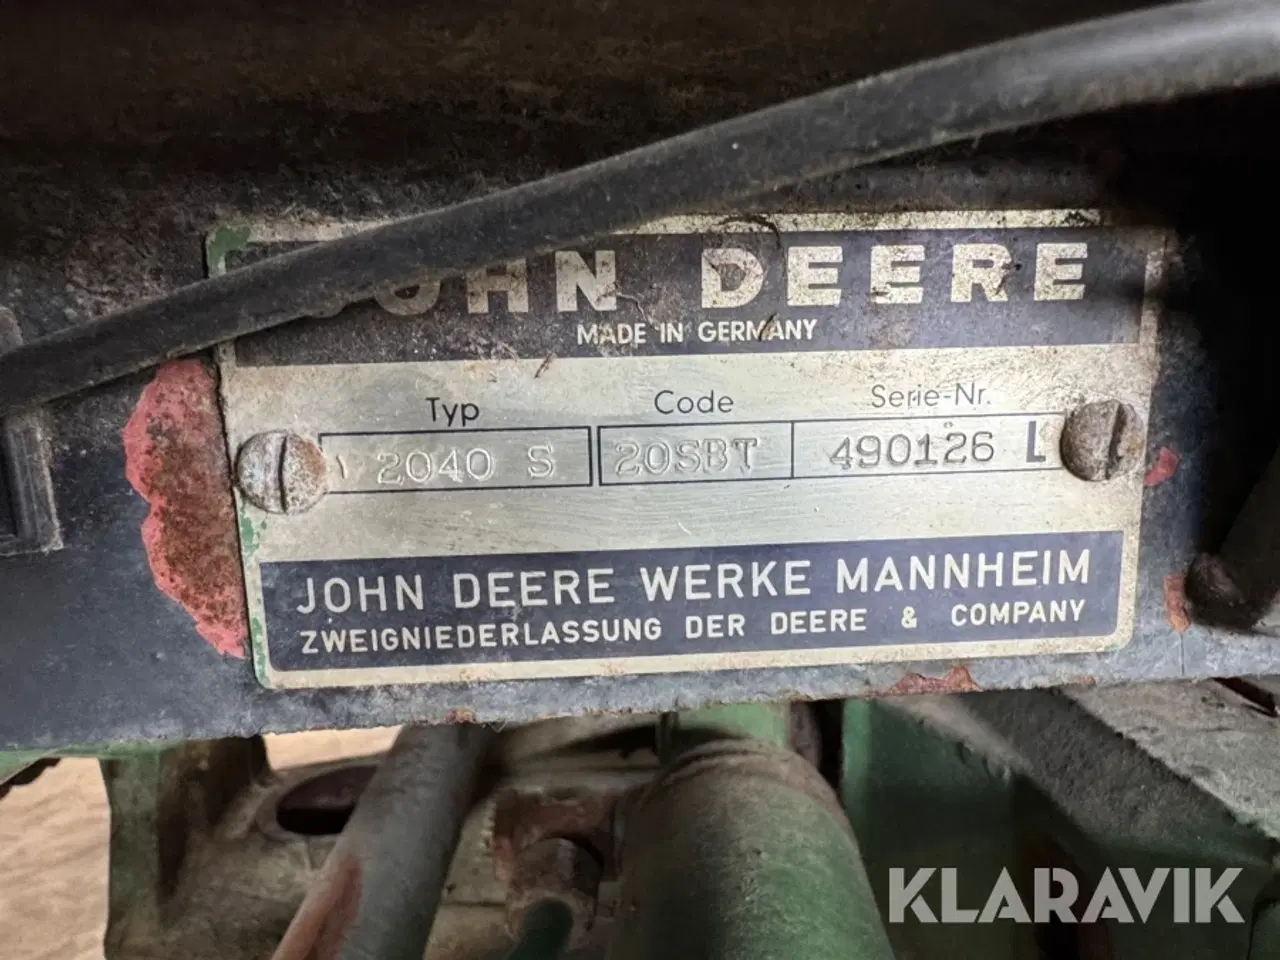 JOHN DEERE
MADE IN GERMANY
Typ Code Serie-Nr.
2040 S 20SBT 490126 L
JOHN DEERE WERKE MANNHEIM
ZWEIGNIEDERLASSUNG DER DEERE & COMPANY
KLARAVIK